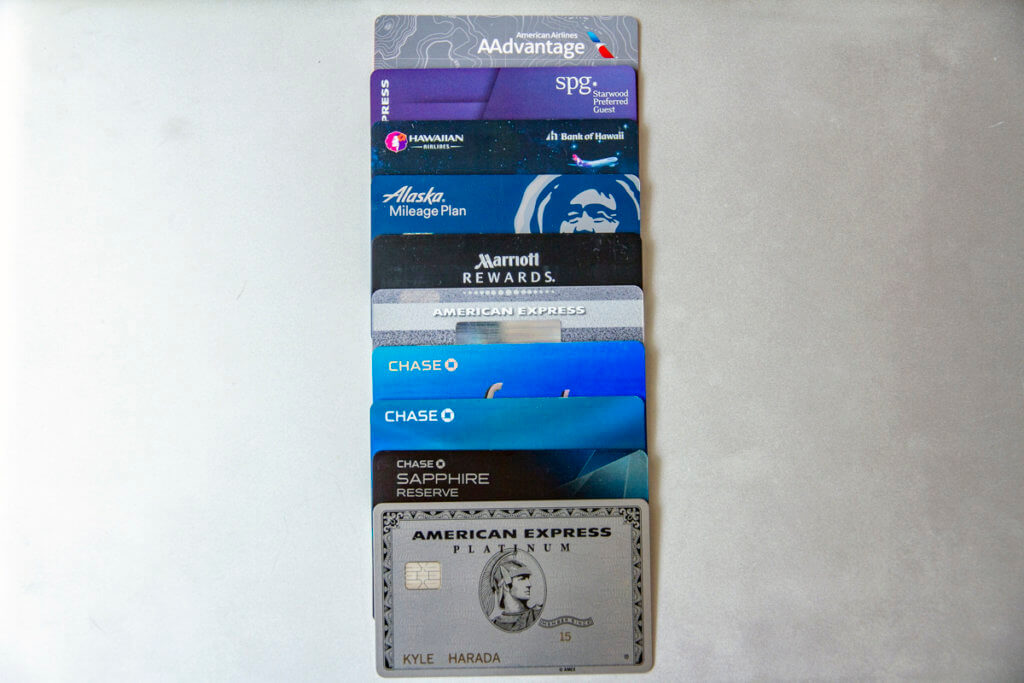 American Airlines
AAdvantage
PRESS
spg
Starwood
Preferred
Guest
HAWAIIAN
AIRLINES
Bank of Hawaii
Alaska
Mileage Plan
Marriott
REWARDS.
AMERICAN EXPRESS
CHASE
CHASE
CHASE
SAPPHIRE
RESERVE
AMERICAN EXPRESS
PLATINUM
MEMBER SINCE
15
KYLE HARADA
© AMEX